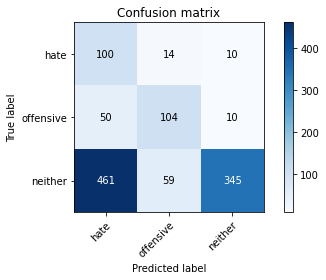 Confusion matrix
True label
hate
offensive
neither
100 14 10
50 104 10
461 59 345
hate
offensive
neither
Predicted label
400
300
200
100